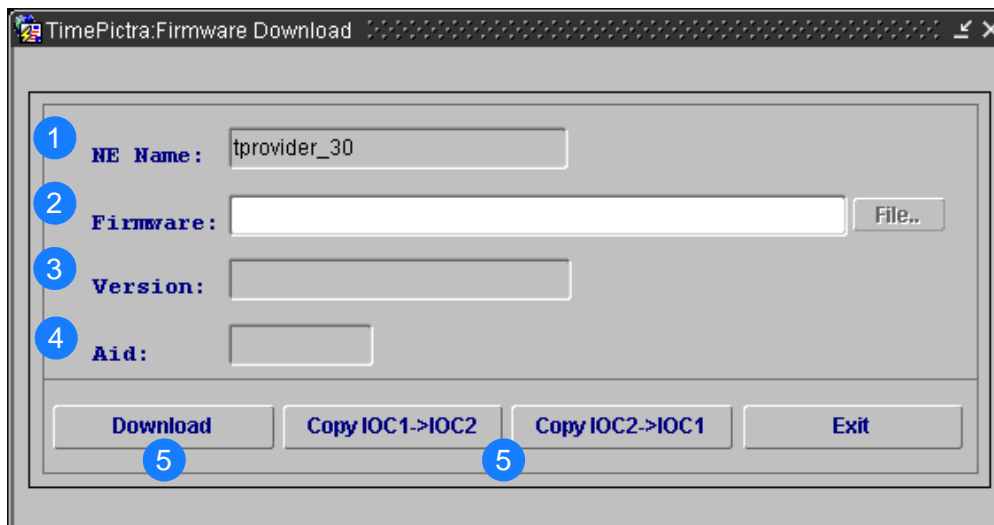 TimePictra:Firmware Download
1
NE Name: tprovider_30
2
Firmware: File..
3
Version:
4
Aid:
Download Copy IOC1->IOC2 Copy IOC2->IOC1 Exit
5 5